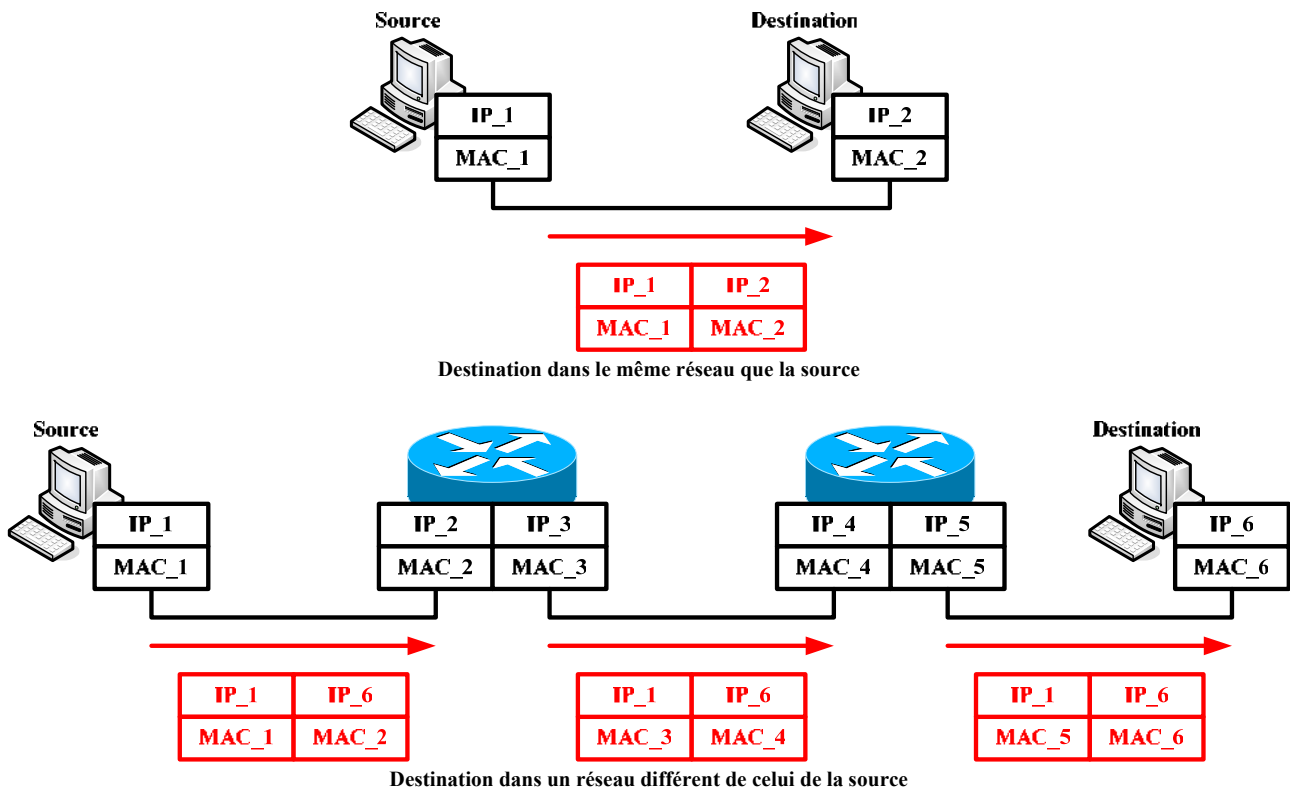 Source Destination
IP_1 IP_2
MAC_1 MAC_2
IP_1 IP_2
MAC_1 MAC_2
Destination dans le même réseau que la source
Source Destination
IP_1 IP_2 IP_3 IP_4 IP_5 IP_6
MAC_1 MAC_2 MAC_3 MAC_4 MAC_5 MAC_6
IP_1 IP_6 IP_1 IP_6 IP_1 IP_6
MAC_1 MAC_2 MAC_3 MAC_4 MAC_5 MAC_6
Destination dans un réseau différent de celui de la source